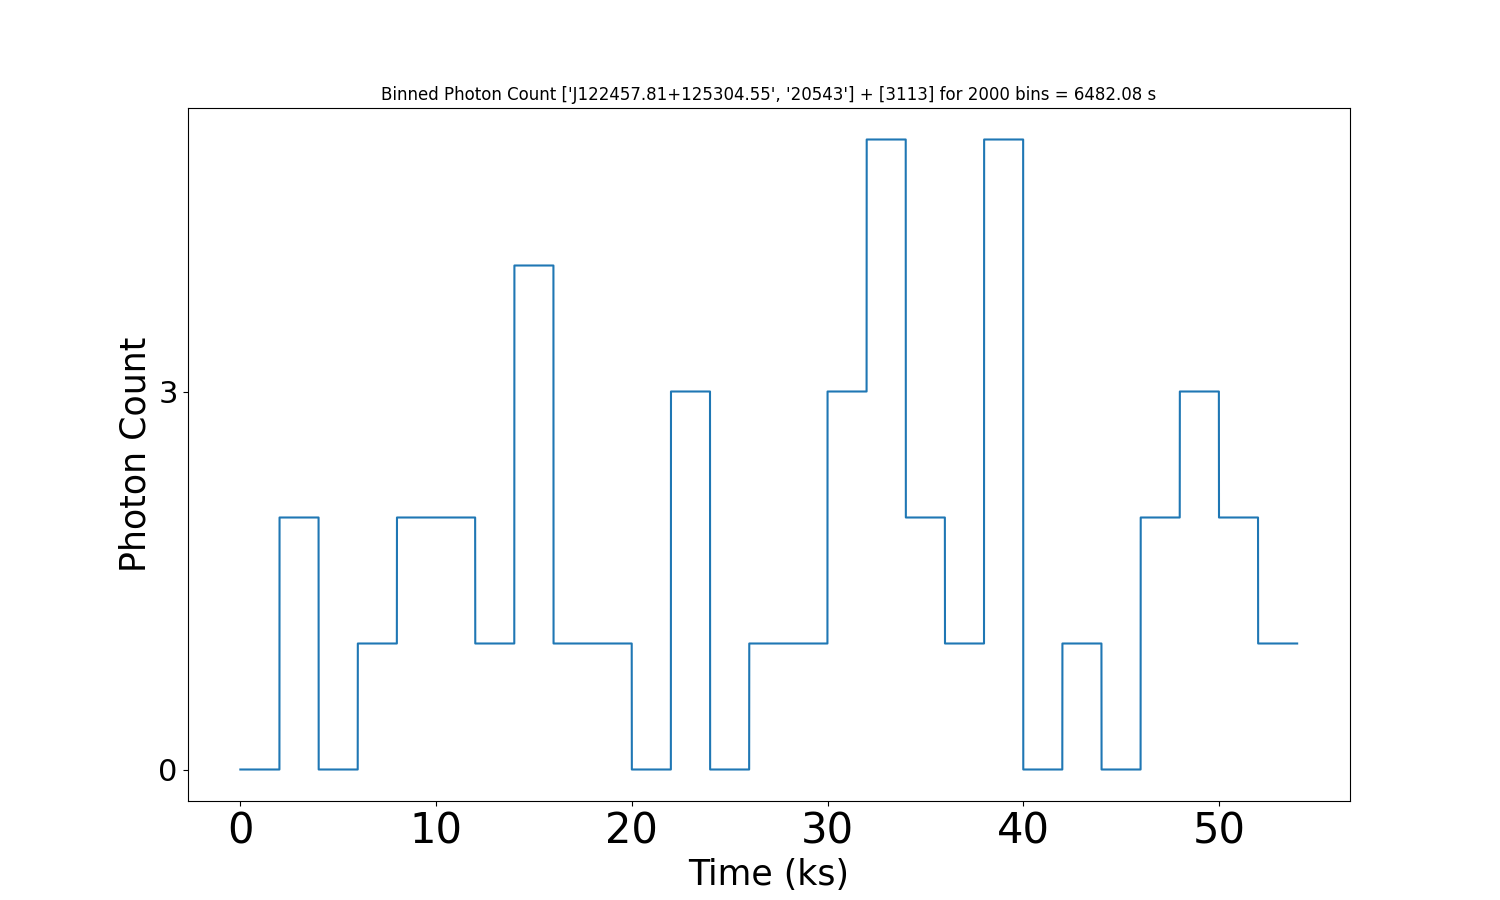 Binned Photon Count ['J122457.81+125304.55', '20543'] + [3113] for 2000 bins = 6482.08 s
Photon Count
3
0
0 10 20 30 40 50
Time (ks)